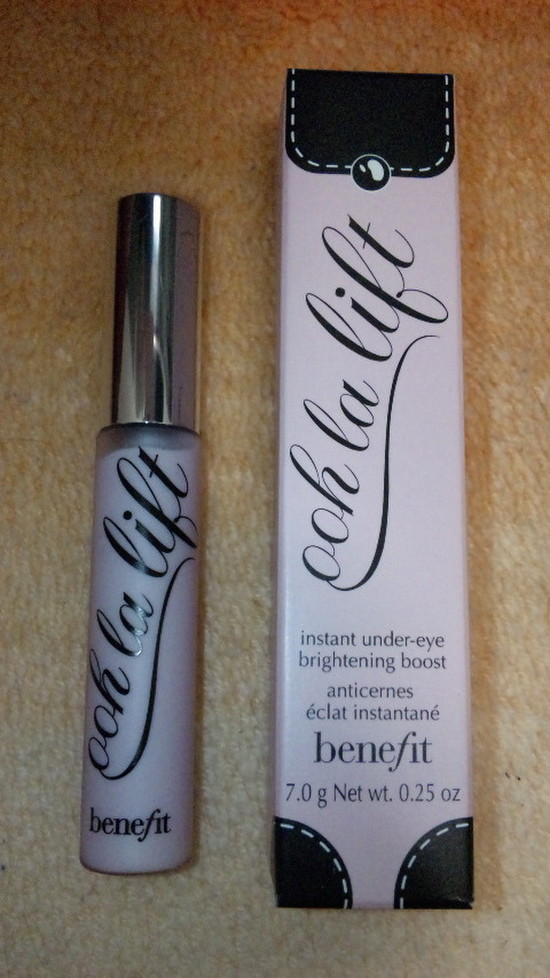 ooh la lift
benefit
ooh la lift
instant under-eye
brightening boost
anticernes
éclat instantané
benefit
7.0 g Net wt. 0.25 oz